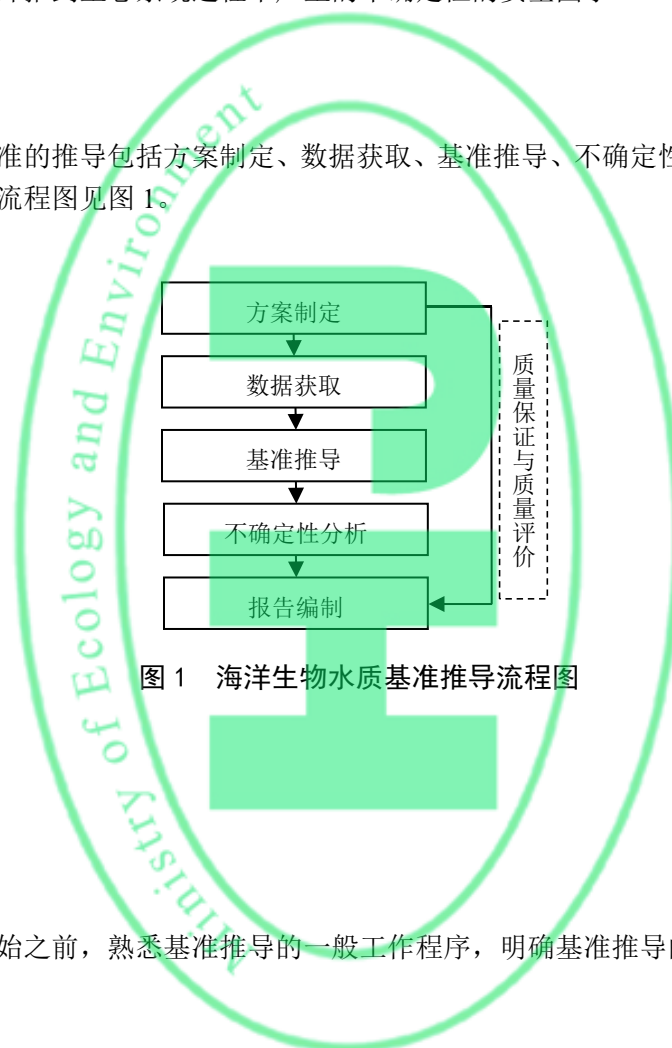 准的推导包括方案制定、数据获取、基准推导、不确定性
流程图见图 1。
方案制定
数据获取
基准推导
不确定性分析
报告编制
质量保证与质量评价
图 1 海洋生物水质基准推导流程图
始之前，熟悉基准推导的一般工作程序，明确基准推导
Ministry of Ecology and Environment